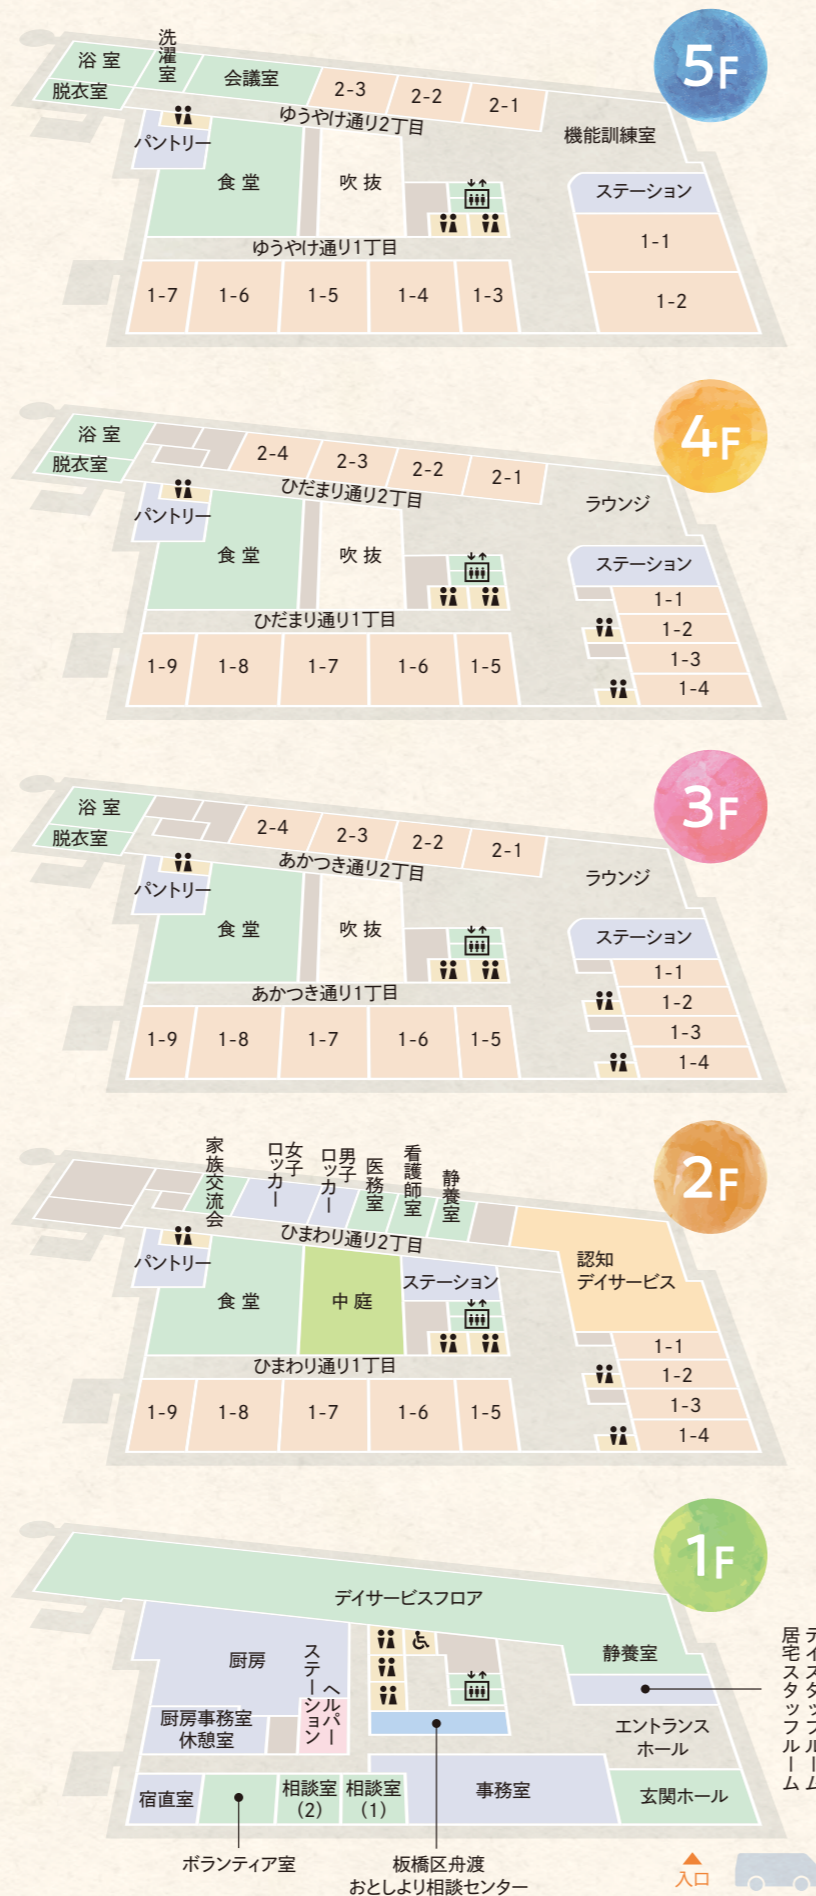 5F
浴室
洗濯室
会議室
脱衣室
2-3
2-2
2-1
ゆうやけ通り2丁目
機能訓練室
パントリー
食堂
吹抜
ステーション
ゆうやけ通り1丁目
1-1
1-2
1-7
1-6
1-5
1-4
1-3
4F
浴室
脱衣室
2-4
2-3
2-2
2-1
ひだまり通り2丁目
ラウンジ
パントリー
食堂
吹抜
ステーション
ひだまり通り1丁目
1-1
1-2
1-3
1-4
1-9
1-8
1-7
1-6
1-5
3F
浴室
脱衣室
2-4
2-3
2-2
2-1
あかつき通り2丁目
ラウンジ
パントリー
食堂
吹抜
ステーション
あかつき通り1丁目
1-1
1-2
1-3
1-4
1-9
1-8
1-7
1-6
1-5
2F
家族交流会
女子
ロッカー
男子
ロッカー
医務室
看護師室
静養室
ひまわり通り2丁目
認知
デイサービス
パントリー
食堂
中庭
ステーション
ひまわり通り1丁目
1-1
1-2
1-3
1-4
1-9
1-8
1-7
1-6
1-5
1F
デイサービスフロア
厨房
ヘルパー
ステーション
静養室
デイスタッフルーム
居宅スタッフルーム
厨房事務室
休憩室
エントランス
ホール
宿直室
相談室
(2)
相談室
(1)
事務室
玄関ホール
ボランティア室
板橋区舟渡
おとしより相談センター
入口